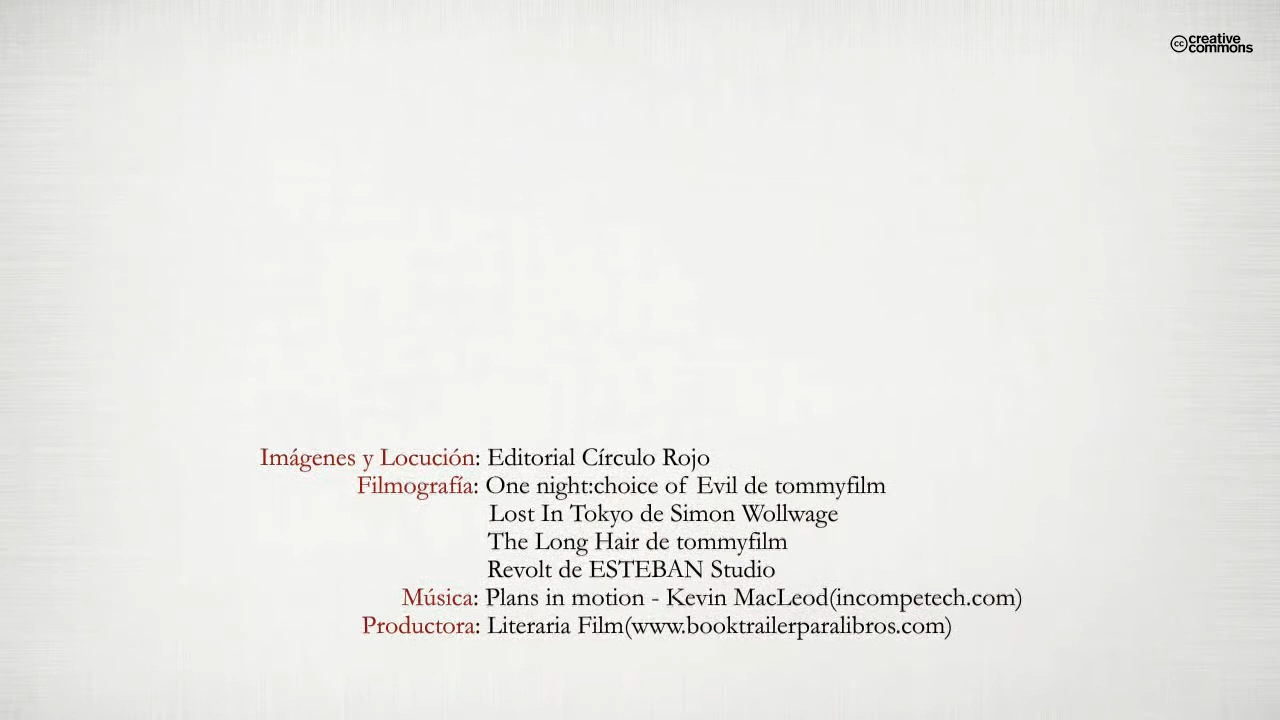 creative
commons
Imágenes y Locución: Editorial Círculo Rojo
Filmografía: One night:choice of Evil de tommyfilm
Lost In Tokyo de Simon Wollwage
The Long Hair de tommyfilm
Revolt de ESTEBAN Studio
Música: Plans in motion - Kevin MacLeod(incompetech.com)
Productora: Literaria Film(www.booktrailerparalibros.com)